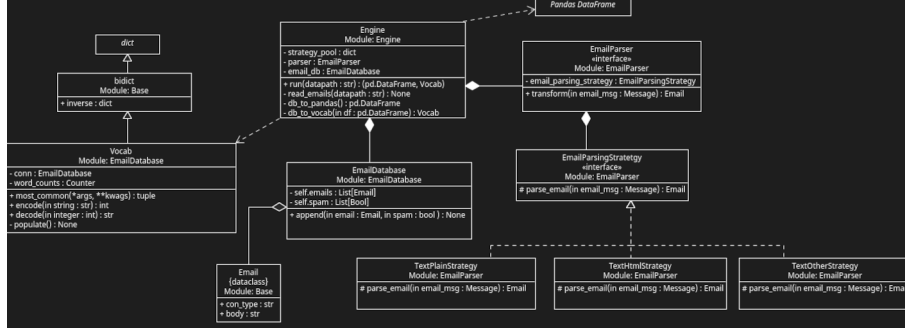 Pandas DataFrame
Engine
Module: Engine
- strategy_pool : dict
- parser : EmailParser
- email_db : EmailDatabase
+ run(datapath : str) : (pd.DataFrame, Vocab)
- read_emails(datapath : str) : None
- db_to_pandas() : pd.DataFrame
- db_to_vocab(in df : pd.DataFrame) : Vocab
dict
bidict
Module: Base
+ inverse : dict
EmailParser
«interface»
Module: EmailParser
- email_parsing_strategy : EmailParsingStrategy
+ transform(in email_msg : Message) : Email
Vocab
Module: EmailDatabase
- conn : EmailDatabase
- word_counts : Counter
+ most_common(*args, **kwags) : tuple
+ encode(in string : str) : int
+ decode(in integer : int) : str
- populate() : None
EmailDatabase
Module: EmailDatabase
- self.emails : List[Email]
- self.spam : List[Bool]
+ append(in email : Email, in spam : bool ) : None
EmailParsingStratetgy
«interface»
Module: EmailParser
# parse_email(in email_msg : Message) : Email
Email
{dataclass}
Module: Base
+ con_type : str
+ body : str
TextPlainStrategy
Module: EmailParser
# parse_email(in email_msg : Message) : Email
TextHtmlStrategy
Module: EmailParser
# parse_email(in email_msg : Message) : Email
TextOtherStrategy
Module: EmailParser
# parse_email(in email_msg : Message) : Email